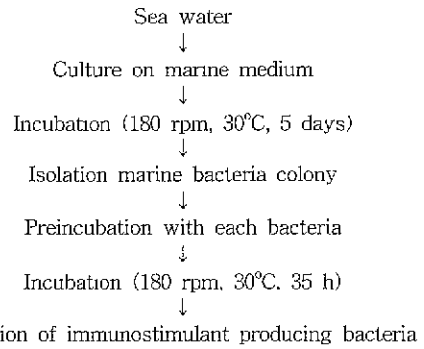 Sea water
↓
Culture on marine medium
↓
Incubation (180 rpm, 30°C, 5 days)
↓
Isolation marine bacteria colony
↓
Preincubation with each bacteria
↓
Incubation (180 rpm, 30°C, 35 h)
↓
of immunostimulant producing bacteria